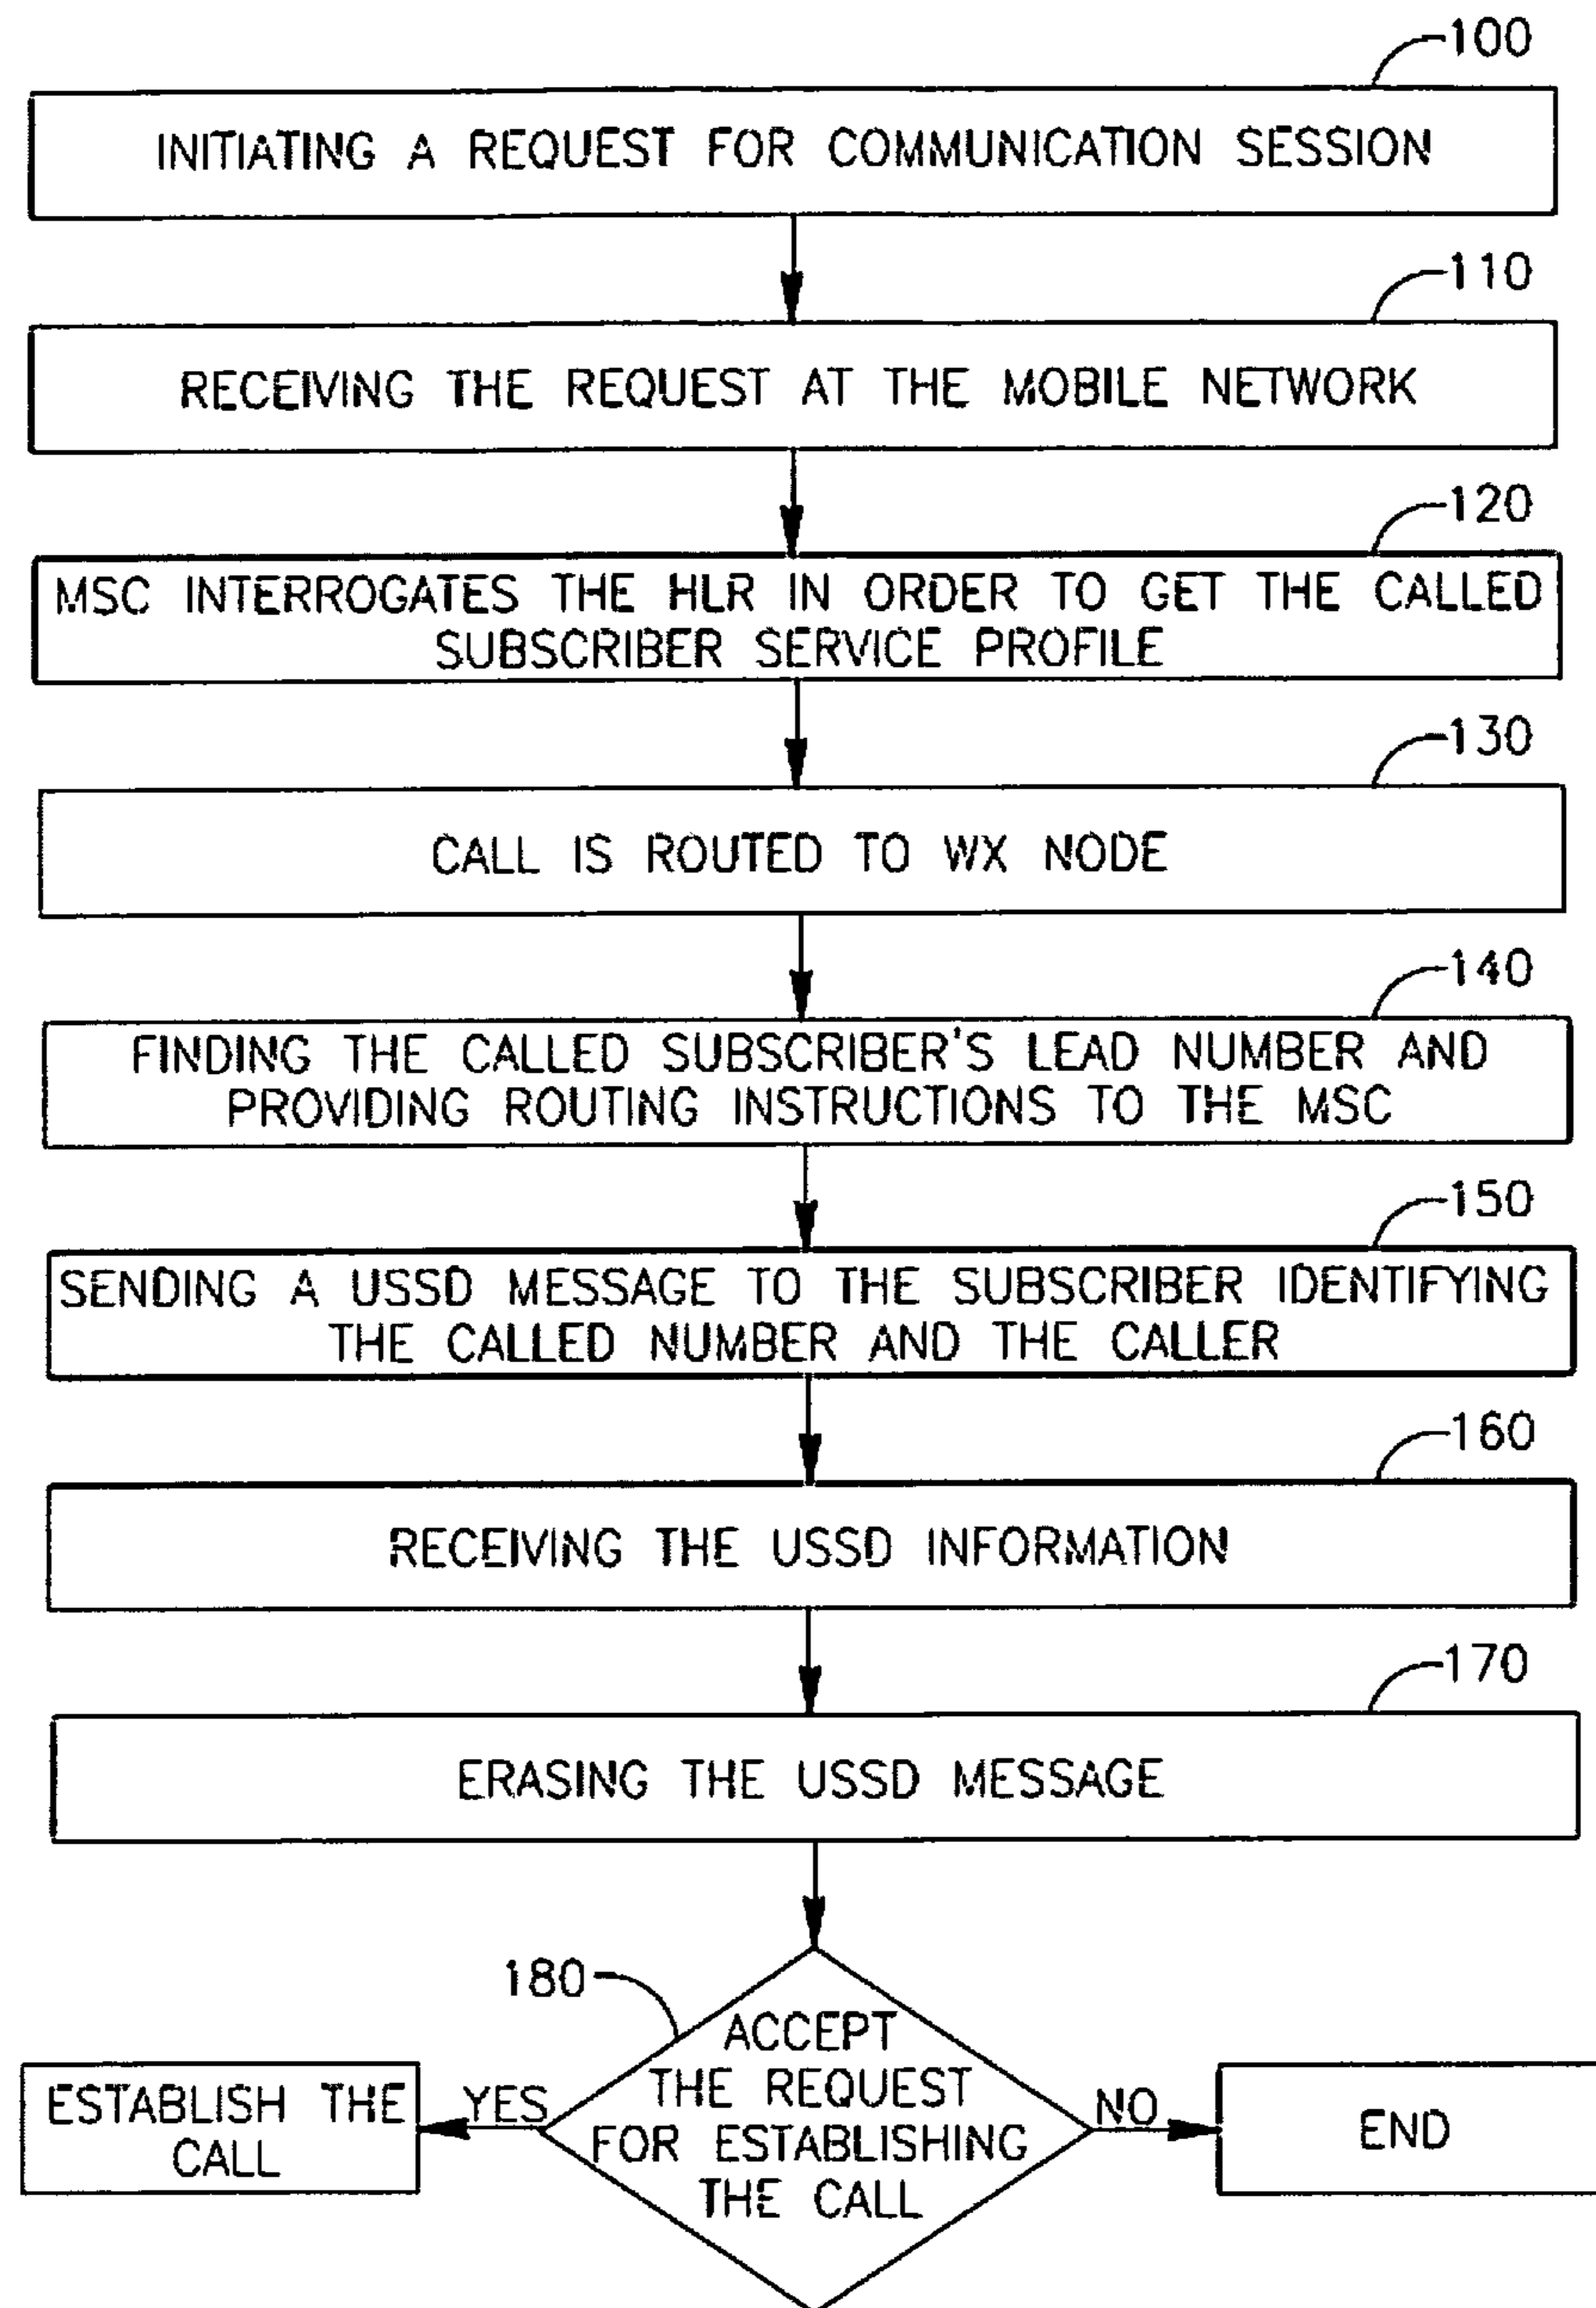 100
INITIATING A REQUEST FOR COMMUNICATION SESSION
110
RECEIVING THE REQUEST AT THE MOBILE NETWORK
120
MSC INTERROGATES THE HLR IN ORDER TO GET THE CALLED
SUBSCRIBER SERVICE PROFILE
130
CALL IS ROUTED TO WX NODE
140
FINDING THE CALLED SUBSCRIBER'S LEAD NUMBER AND
PROVIDING ROUTING INSTRUCTIONS TO THE MSC
150
SENDING A USSD MESSAGE TO THE SUBSCRIBER IDENTIFYING
THE CALLED NUMBER AND THE CALLER
160
RECEIVING THE USSD INFORMATION
170
ERASING THE USSD MESSAGE
180
ACCEPT
THE REQUEST
FOR ESTABLISHING
THE CALL
YES
ESTABLISH THE
CALL
NO
END